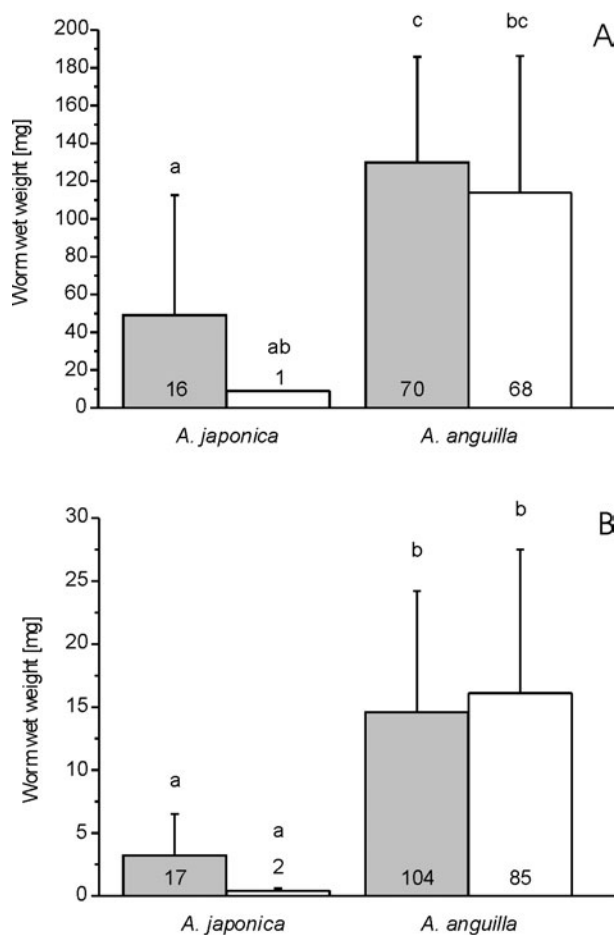 A
Worm wet weight [mg]
200
180
160
140
120
100
80
60
40
20
0
a
ab
c
bc
16
1
70
68
A. japonica
A. anguilla
B
Worm wet weight [mg]
30
25
20
15
10
5
0
a
a
b
b
17
2
104
85
A. japonica
A. anguilla